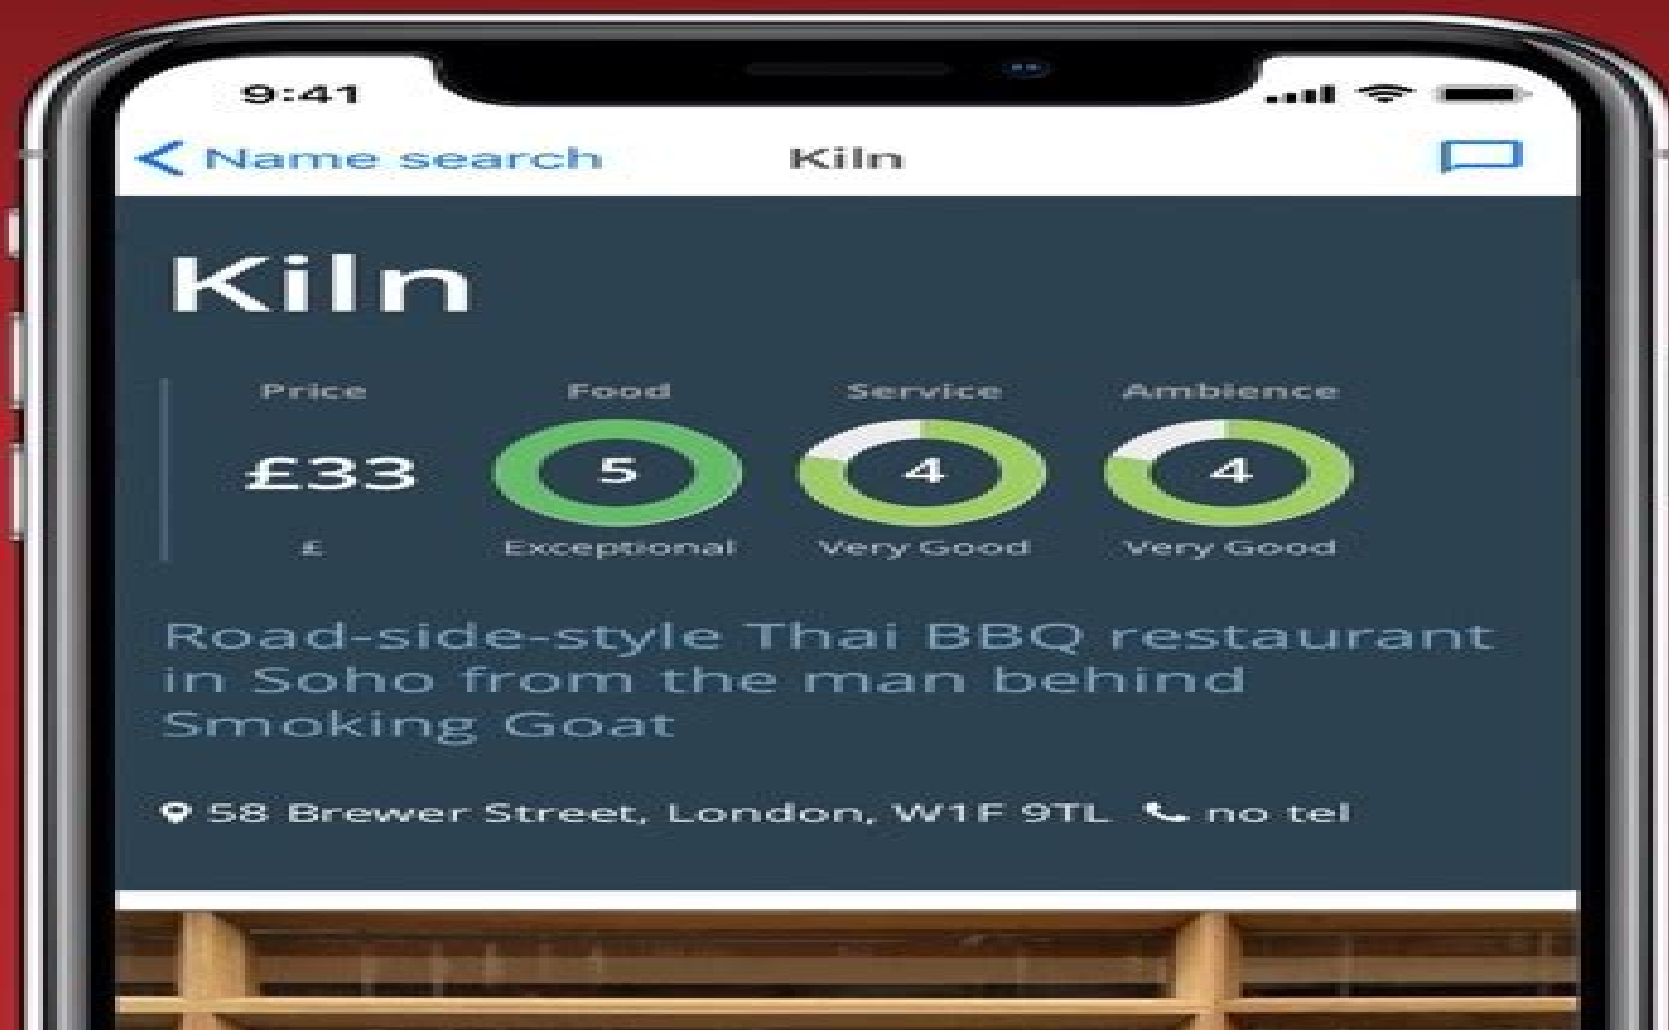 9:41
Name search
Kiln
Kiln
Price Food Service Ambience
£33 5 4 4
£ Exceptional Very Good Very Good
Road-side-style Thai BBQ restaurant
in Soho from the man behind
Smoking Goat
58 Brewer Street, London, W1F 9TL no tel